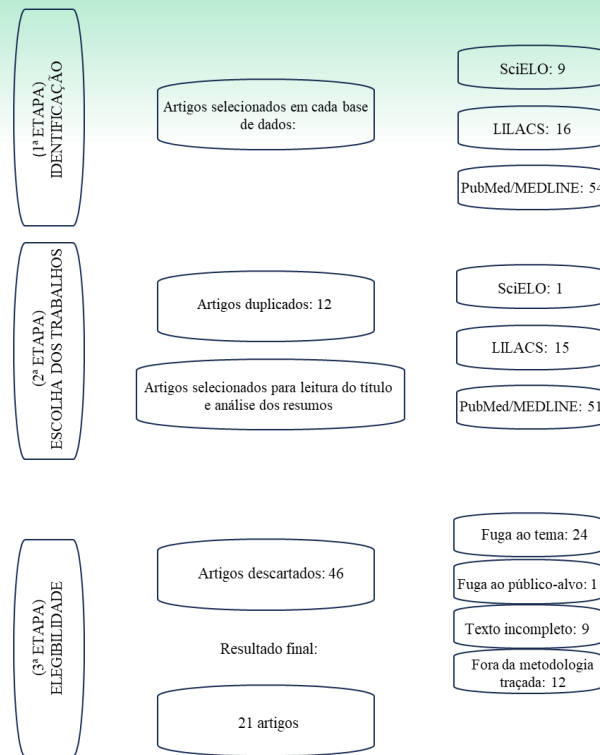 (1ª ETAPA)
IDENTIFICAÇÃO
Artigos selecionados em cada base
de dados:
SciELO: 9
LILACS: 16
PubMed/MEDLINE: 54
(2ª ETAPA)
ESCOLHA DOS TRABALHOS
Artigos duplicados: 12
Artigos selecionados para leitura do título
e análise dos resumos
SciELO: 1
LILACS: 15
PubMed/MEDLINE: 51
(3ª ETAPA)
ELEGIBILIDADE
Artigos descartados: 46
Resultado final:
21 artigos
Fuga ao tema: 24
Fuga ao público-alvo: 1
Texto incompleto: 9
Fora da metodologia
traçada: 12